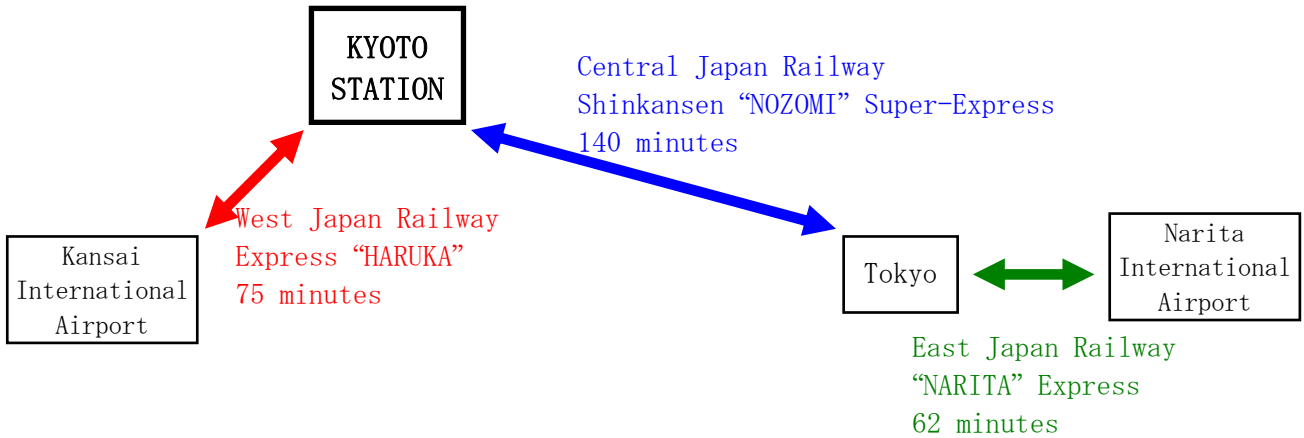 KYOTO
STATION
Central Japan Railway
Shinkansen “NOZOMI” Super-Express
140 minutes
West Japan Railway
Express “HARUKA”
75 minutes
Kansai
International
Airport
Tokyo
Narita
International
Airport
East Japan Railway
“NARITA” Express
62 minutes